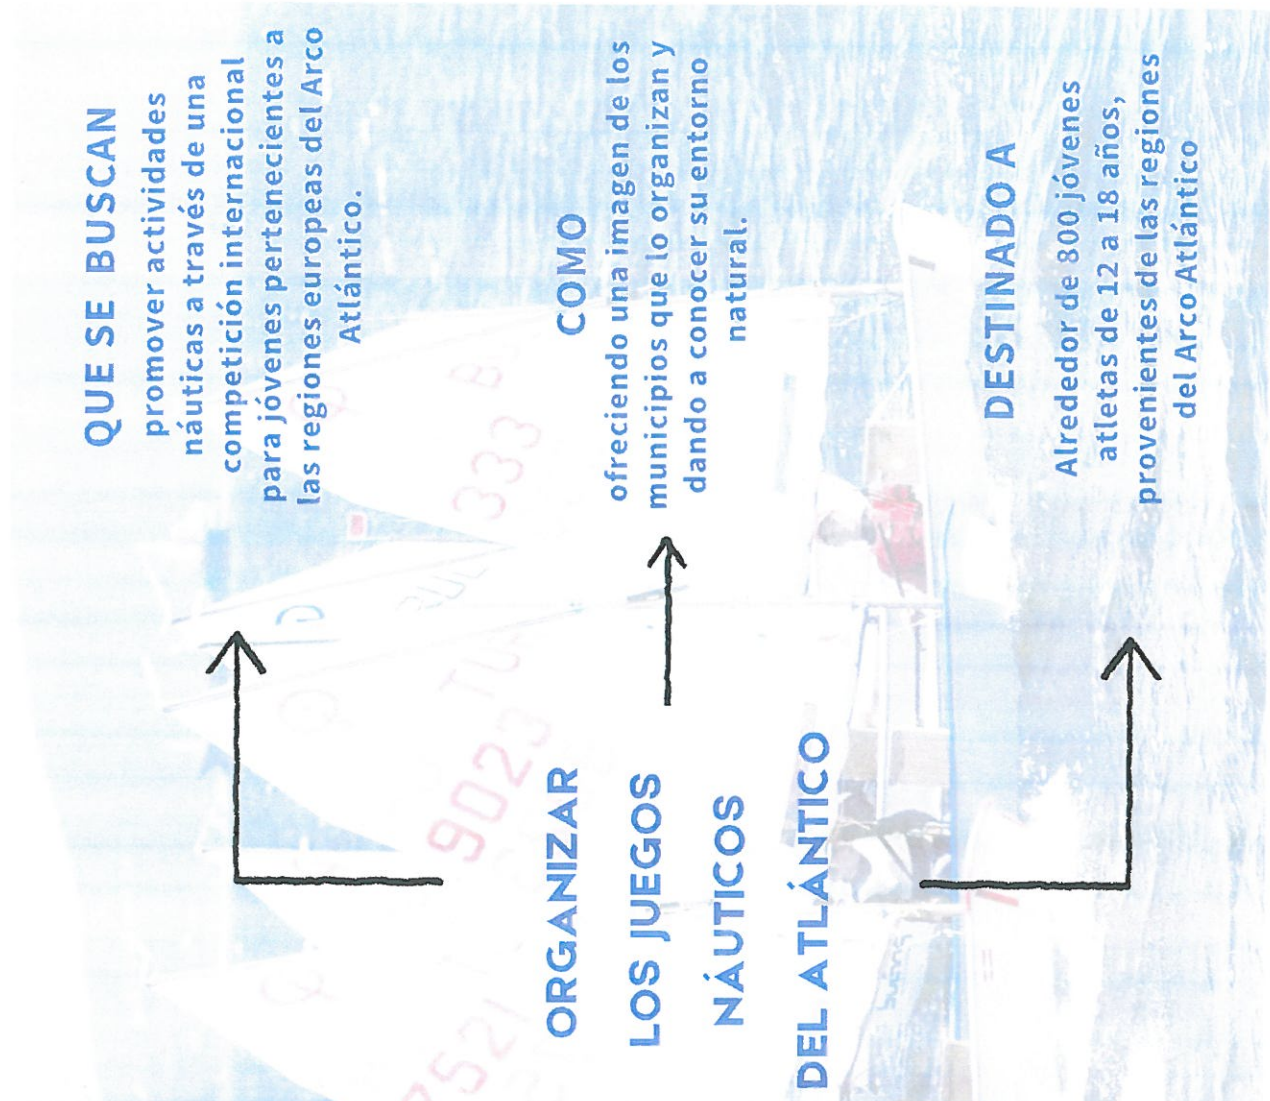 ORGANIZAR
LOS JUEGOS
NÁUTICOS
DEL ATLÁNTICO
QUE SE BUSCAN
promover actividades
náuticas a través de una
competición internacional
para jóvenes pertenecientes a
las regiones europeas del Arco
Atlántico.
COMO
ofreciendo una imagen de los
municipios que lo organizan y
dando a conocer su entorno
natural.
DESTINADO A
Alrededor de 800 jóvenes
atletas de 12 a 18 años,
provenientes de las regiones
del Arco Atlántico
333
9023
7521